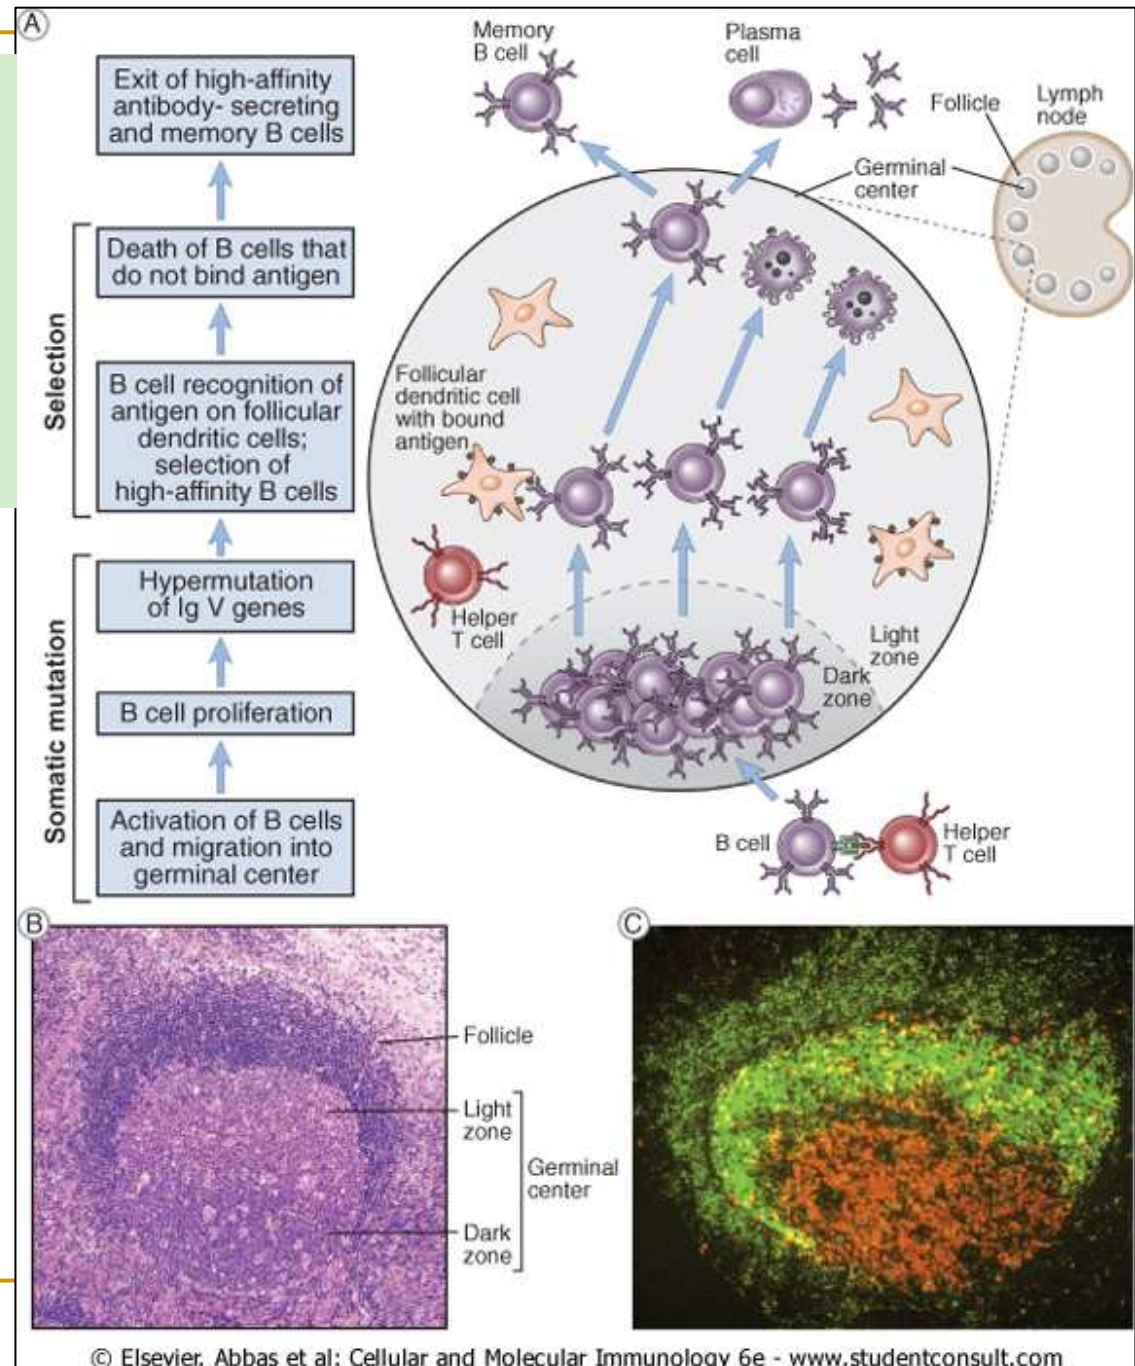 A
Exit of high-affinity
antibody- secreting
and memory B cells
Death of B cells that
do not bind antigen
B cell recognition of
antigen on follicular
dendritic cells;
selection of
high-affinity B cells
Selection
Hypermutation
of Ig V genes
B cell proliferation
Activation of B cells
and migration into
germinal center
Somatic mutation
Memory
B cell
Plasma
cell
Follicle
Lymph
node
Germinal
center
Follicular
dendritic cell
with bound
antigen
Helper
T cell
Light
zone
Dark
zone
B cell
Helper
T cell
B
Follicle
Light
zone
Germinal
center
Dark
zone
C
© Elsevier. Abbas et al: Cellular and Molecular Immunology 6e - www.studentconsult.com